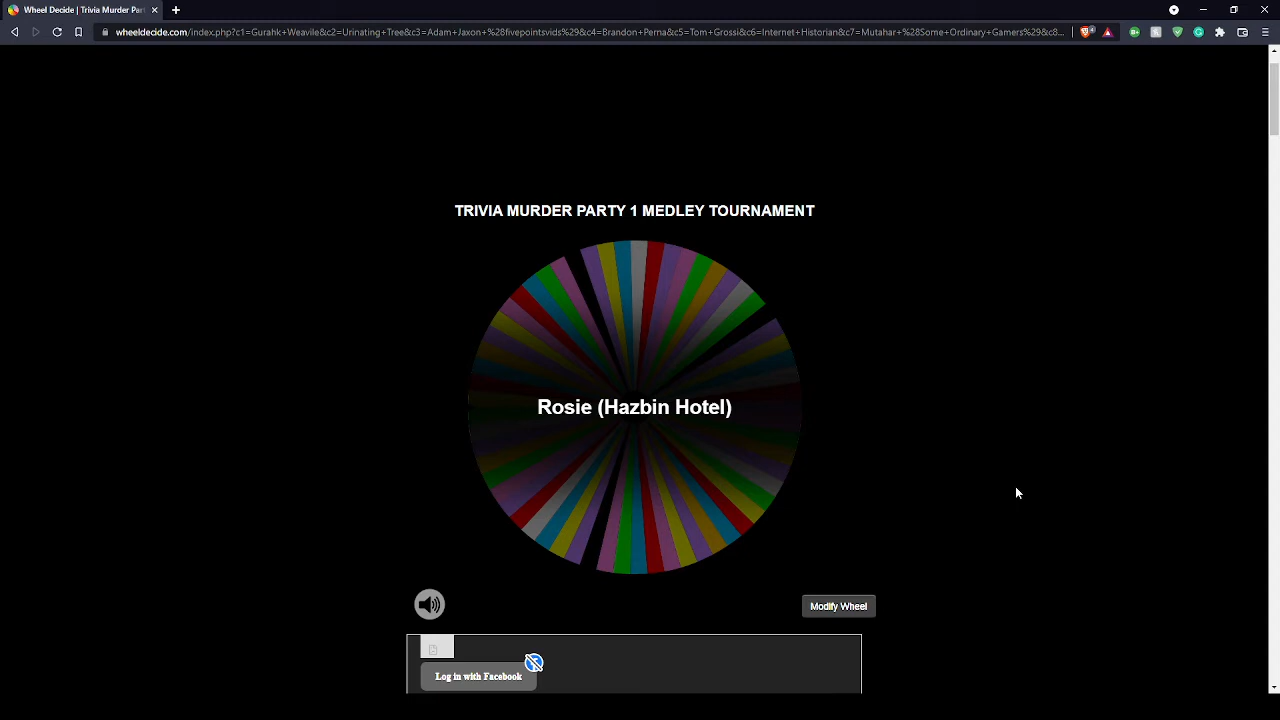 Wheel Decide | Trivia Murder Par
wheeldecide.com/index.php?c1=Gurahk+Weavile&c2=Urinating+Tree&c3=Adam+Jaxon+%28fivepointsvids%29&c4=Brandon+Perna&c5=Tom+Grossi&c6=Internet+Historian&c7=Mutahar+%28Some+Ordinary+Gamers%29&c8...
TRIVIA MURDER PARTY 1 MEDLEY TOURNAMENT
Rosie (Hazbin Hotel)
Modify Wheel
Log in with Facebook